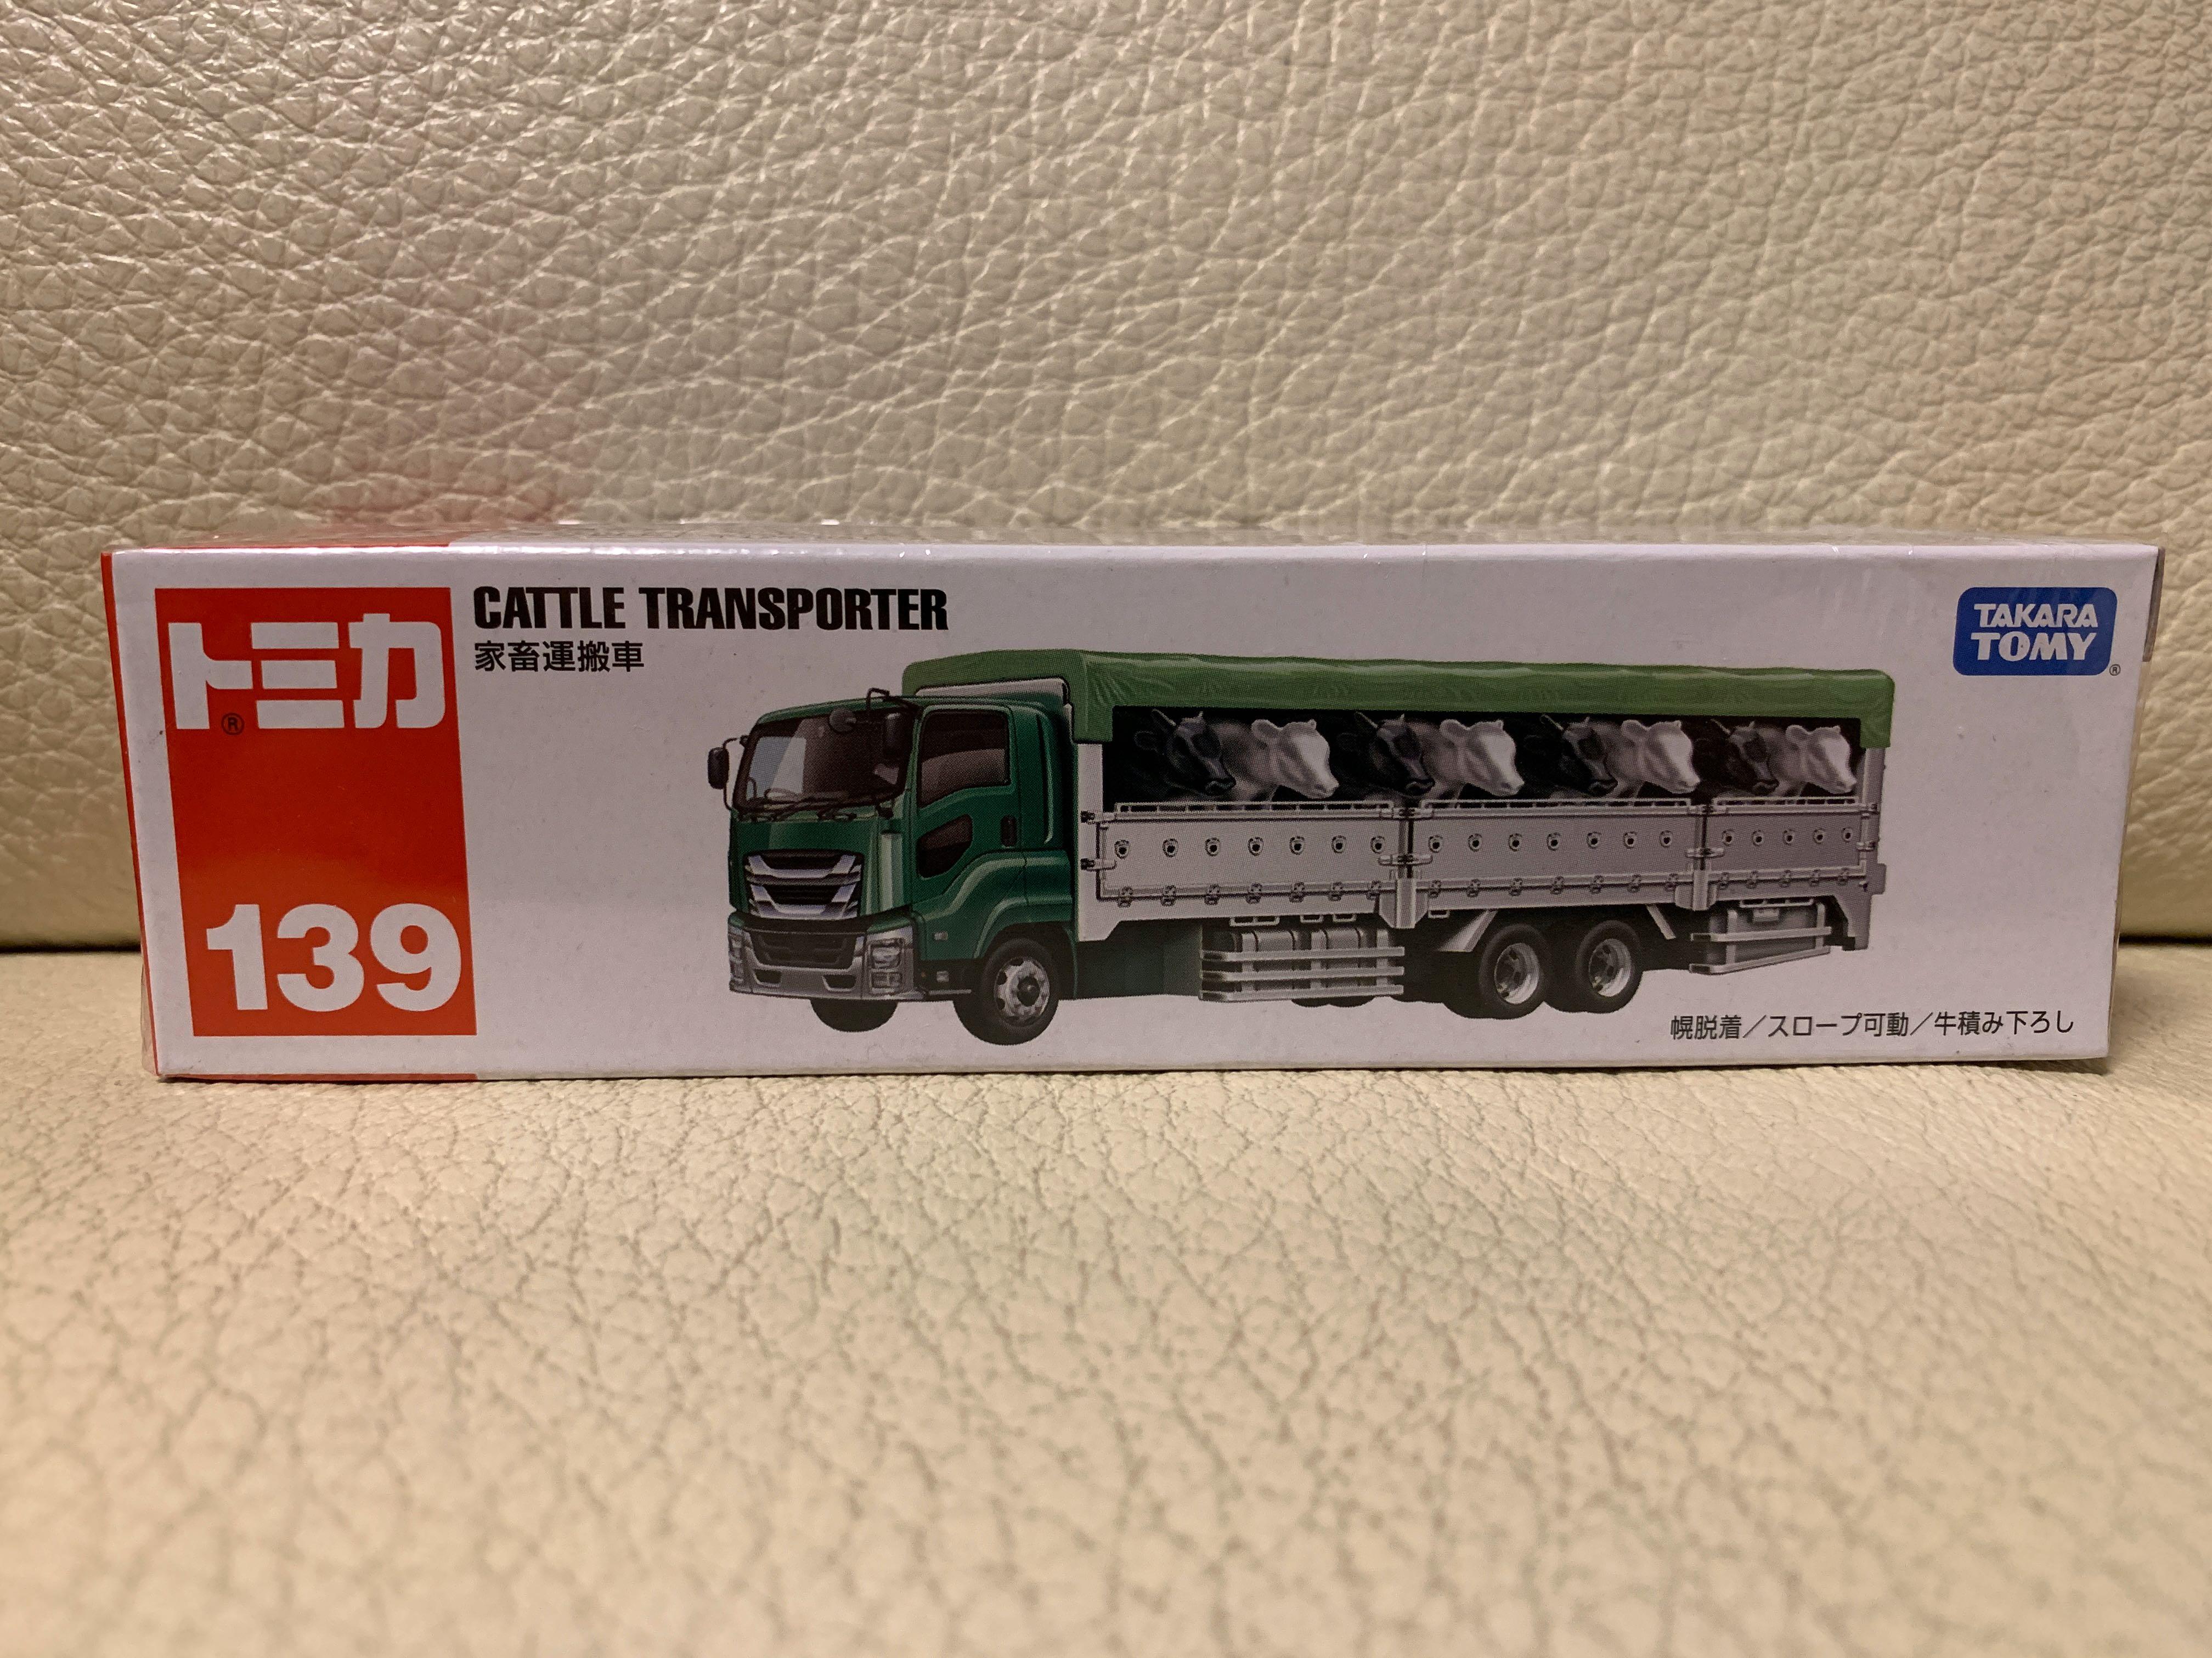 トミカ
®
139
CATTLE TRANSPORTER
家畜運搬車
TAKARA
TOMY
®
幌脱着／スロープ可動／牛積み下ろし